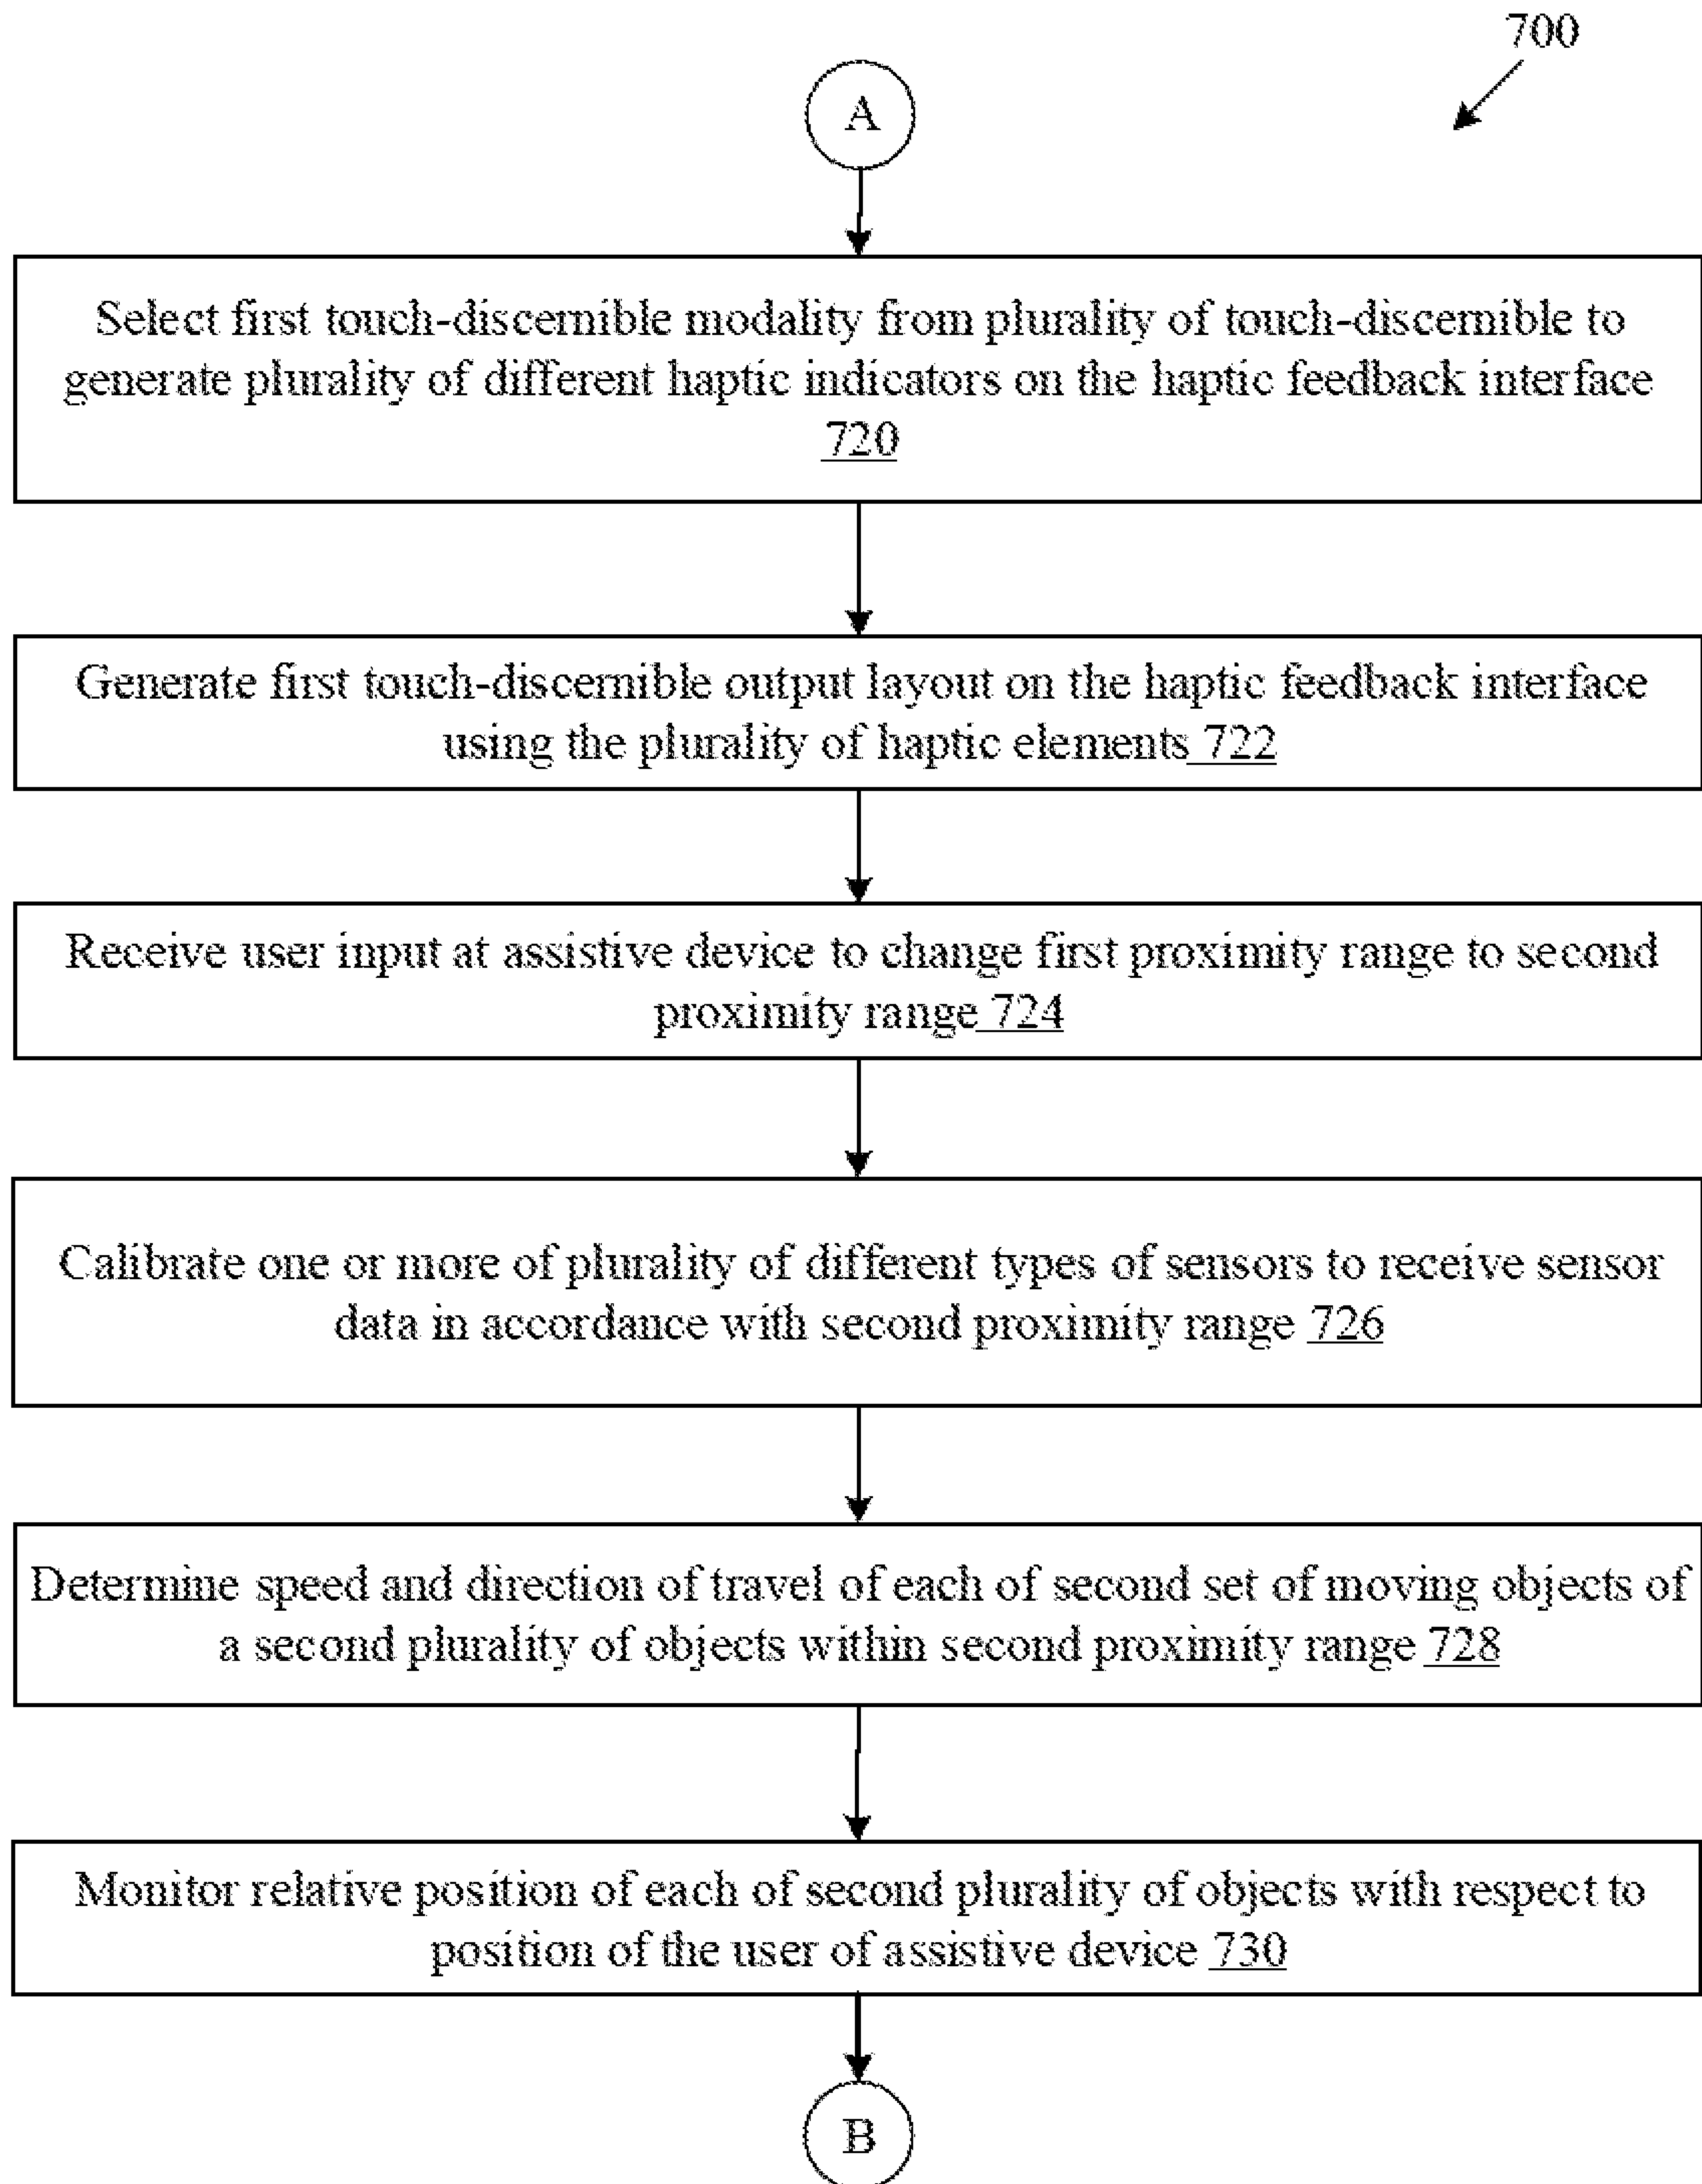 700
A
Select first touch-discernible modality from plurality of touch-discernible to
generate plurality of different haptic indicators on the haptic feedback interface
720
Generate first touch-discernible output layout on the haptic feedback interface
using the plurality of haptic elements 722
Receive user input at assistive device to change first proximity range to second
proximity range 724
Calibrate one or more of plurality of different types of sensors to receive sensor
data in accordance with second proximity range 726
Determine speed and direction of travel of each of second set of moving objects of
a second plurality of objects within second proximity range 728
Monitor relative position of each of second plurality of objects with respect to
position of the user of assistive device 730
B